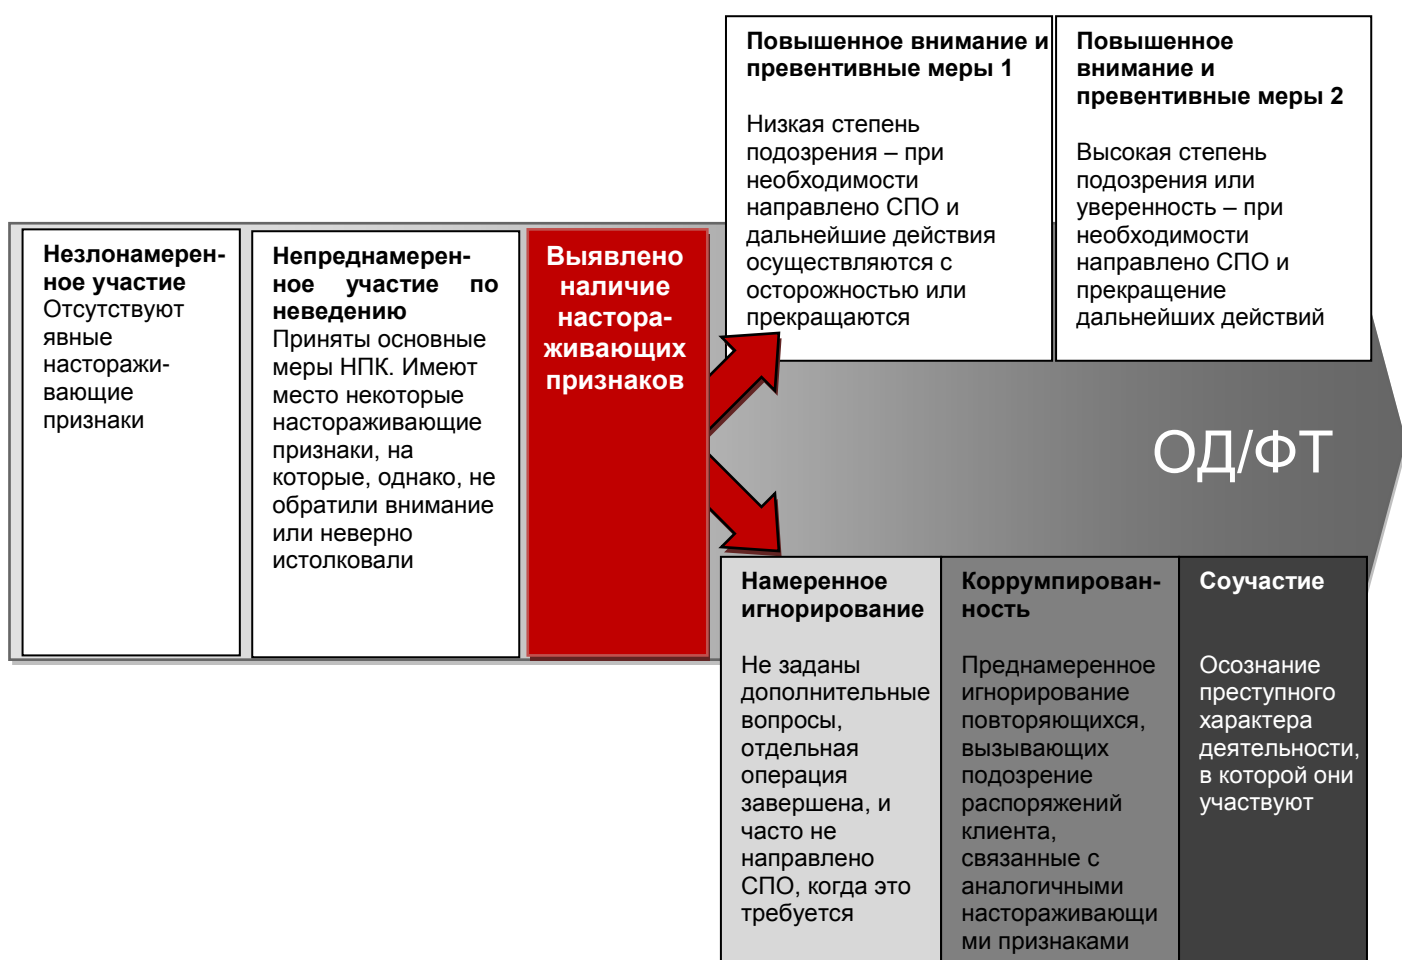 Повышенное внимание и
превентивные меры 1
Низкая степень
подозрения – при
необходимости
направлено СПО и
дальнейшие действия
осуществляются с
осторожностью или
прекращаются
Повышенное
внимание и
превентивные меры 2
Высокая степень
подозрения или
уверенность – при
необходимости
направлено СПО и
прекращение
дальнейших действий
Незлонамерен-
ное участие
Отсутствуют
явные
насторажи-
вающие
признаки
Непреднамерен-
ное участие по
неведению
Приняты основные
меры НПК. Имеют
место некоторые
настораживающие
признаки, на
которые, однако, не
обратили внимание
или неверно
истолковали
Выявлено
наличие
настора-
живающих
признаков
ОД/ФТ
Намеренное
игнорирование
Не заданы
дополнительные
вопросы,
отдельная
операция
завершена, и
часто не
направлено
СПО, когда это
требуется
Коррумпирован-
ность
Преднамеренное
игнорирование
повторяющихся,
вызывающих
подозрение
распоряжений
клиента,
связанные с
аналогичными
настораживающи
ми признаками
Соучастие
Осознание
преступного
характера
деятельности,
в которой они
участвуют